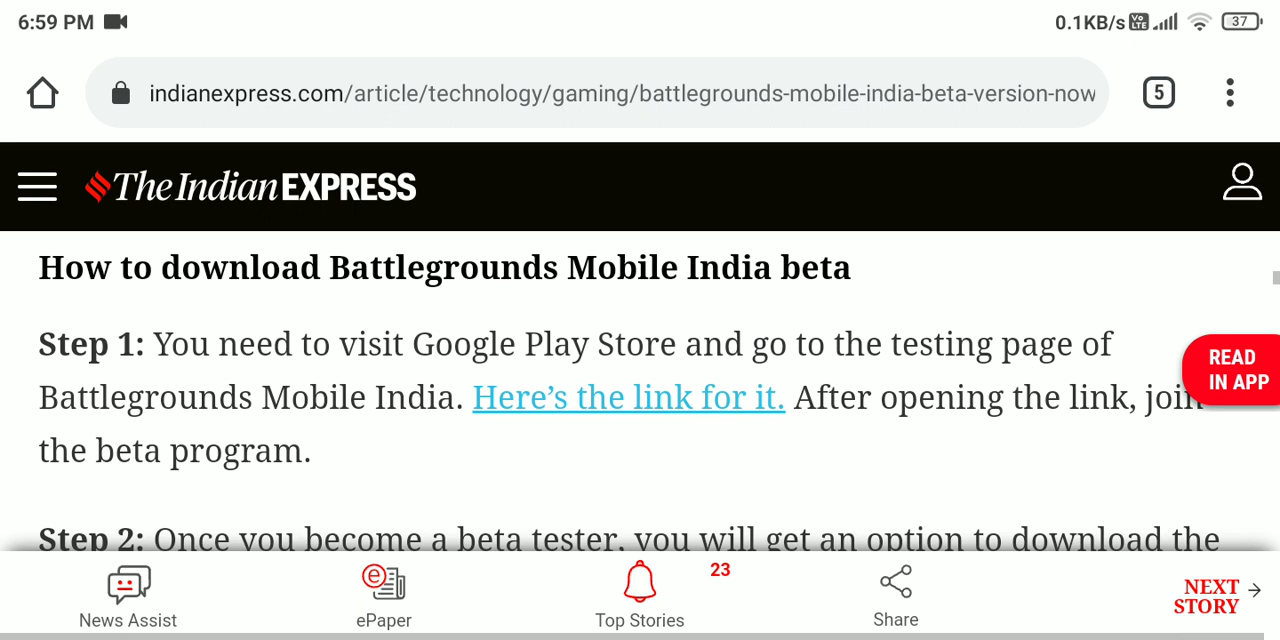 6:59 PM 0.1KB/s Vo LTE 37
indianexpress.com/article/technology/gaming/battlegrounds-mobile-india-beta-version-now 5
The Indian EXPRESS
How to download Battlegrounds Mobile India beta
Step 1: You need to visit Google Play Store and go to the testing page of
Battlegrounds Mobile India. Here’s the link for it. After opening the link, join
the beta program.
READ
IN APP
Step 2: Once you become a beta tester, you will get an option to download the
23
News Assist ePaper Top Stories Share
NEXT
STORY